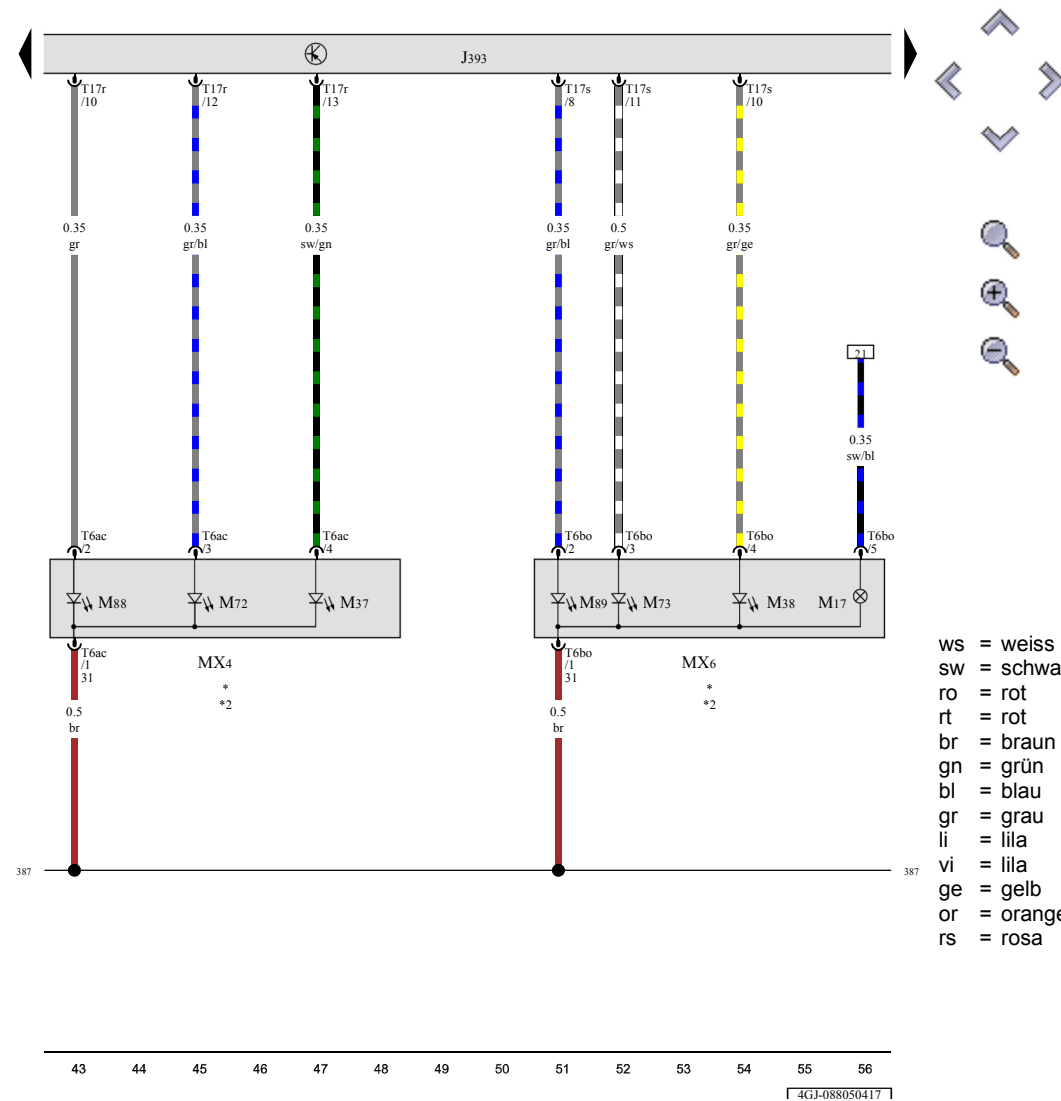 J393
T17r
/10
T17r
/12
T17r
/13
T17s
/8
T17s
/11
T17s
/10
0.35
gr
0.35
gr/bl
0.35
sw/gn
0.35
gr/bl
0.5
gr/ws
0.35
gr/ge
21
0.35
sw/bl
T6ac
/2
T6ac
/3
T6ac
/4
T6bo
/2
T6bo
/3
T6bo
/4
T6bo
/5
M88
M72
M37
M89
M73
M38
M17
T6ac
/1
31
MX4
*
*2
T6bo
/1
31
MX6
*
*2
0.5
br
0.5
br
387
387
ws = weiss
sw = schwa
ro = rot
rt = rot
br = braun
gn = grün
bl = blau
gr = grau
li = lila
vi = lila
ge = gelb
or = orange
rs = rosa
43 44 45 46 47 48 49 50 51 52 53 54 55 56
4GJ-088050417